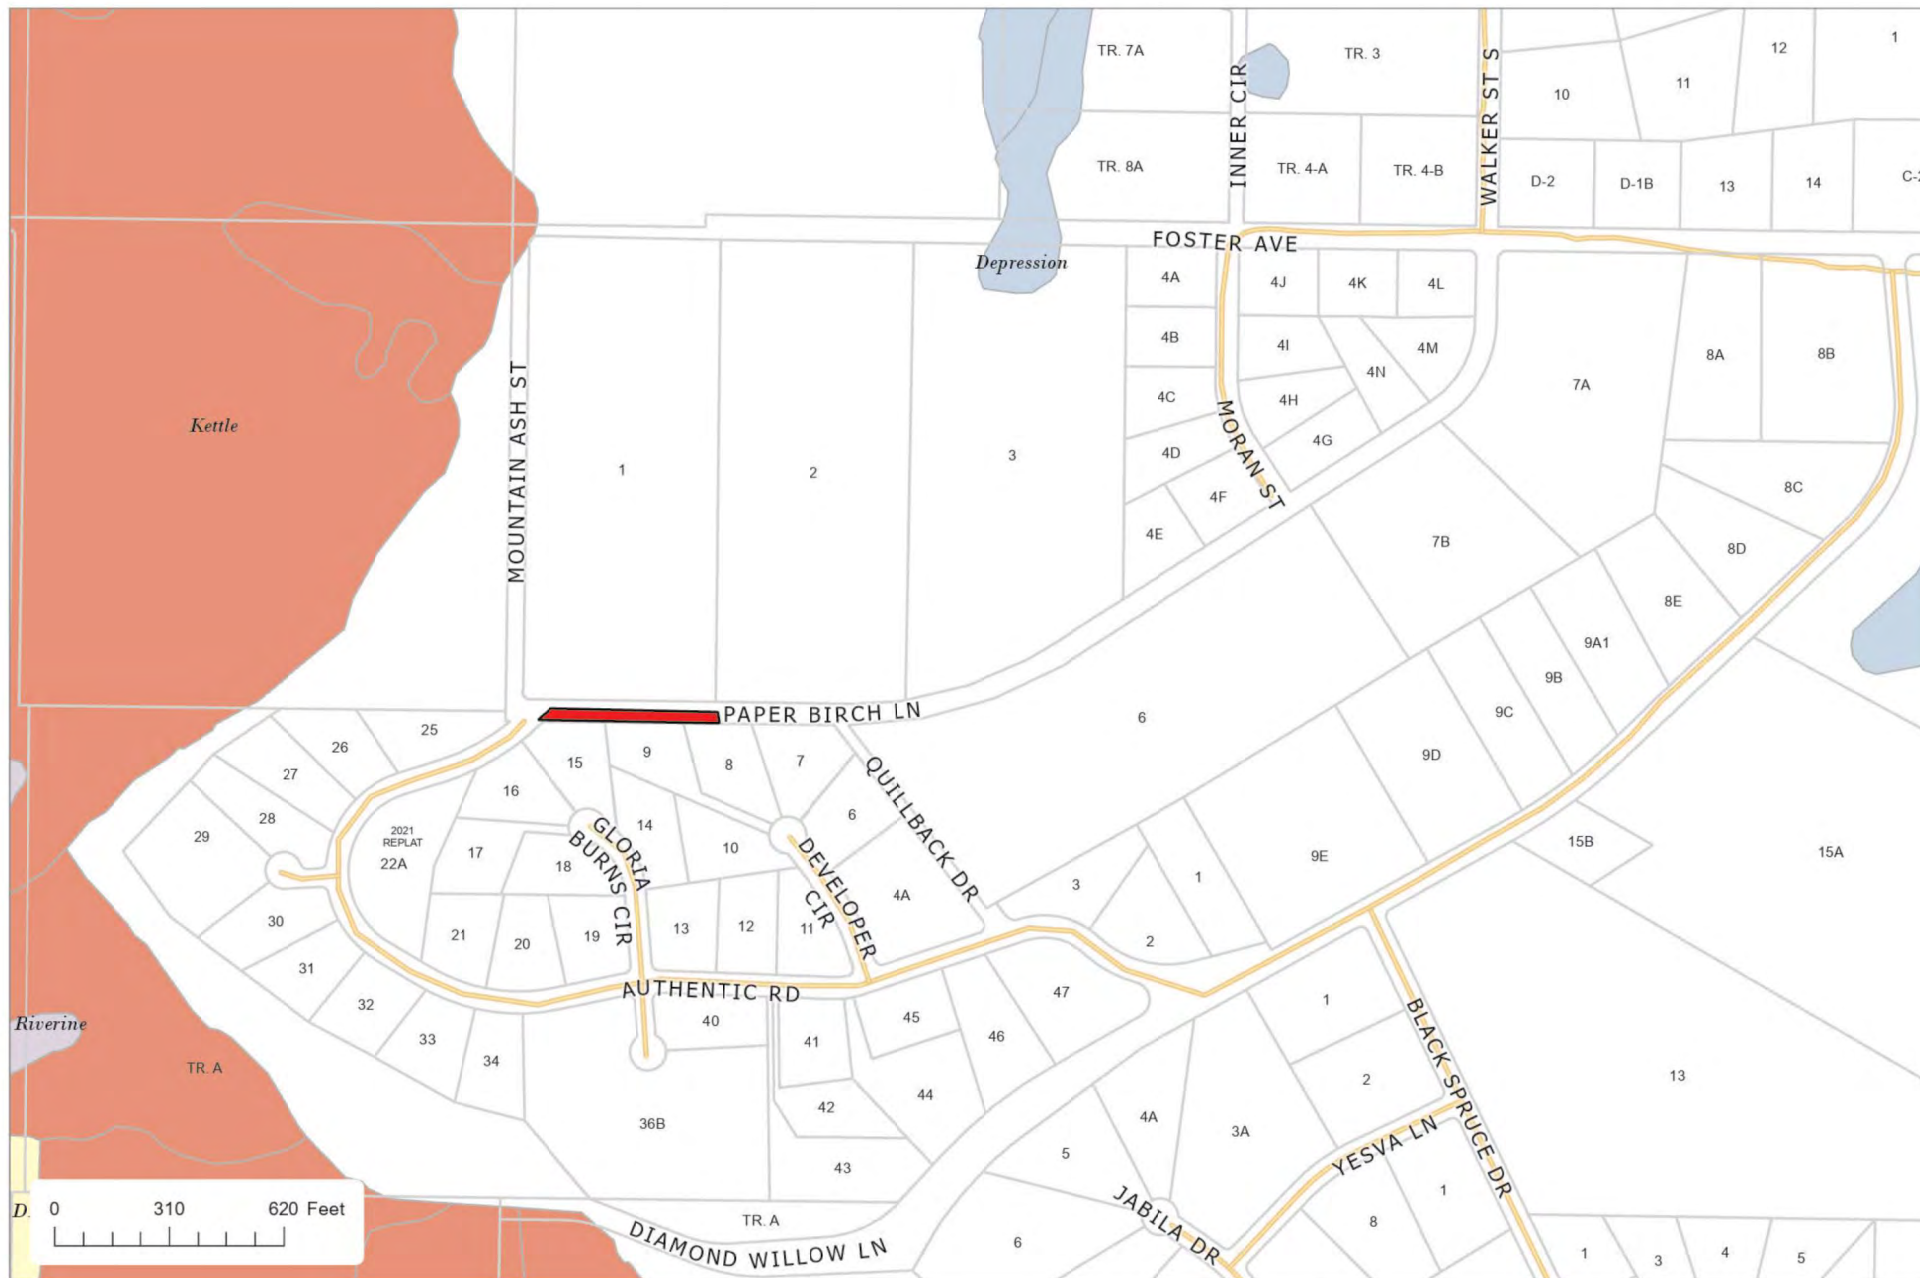 TR. 7A
TR. 3
12
1
10
11
INNER CIR
WALKER ST S
TR. 8A
TR. 4-A
TR. 4-B
D-2
D-1B
13
14
FOSTER AVE
Depression
4A
4J
4K
4L
4B
4I
4M
8A
8B
4N
7A
4C
4H
Kettle
MOUNTAIN ASH ST
MORAN ST
4G
4D
1
2
3
4F
8C
4E
7B
8D
8E
9A1
9B
9C
6
PAPER BIRCH LN
25
26
27
28
29
15
9
8
7
16
QUILLBACK DR
9D
2021
REPLAT
22A
GLORIA
BURNS CIR
14
6
17
18
10
DEVELOPER
CIR
9E
15B
15A
3
1
4A
30
21
20
19
13
12
11
2
31
AUTHENTIC RD
32
33
34
40
41
45
46
47
1
BLACK SPRUCE DR
Riverine
TR. A
36B
42
44
4A
3A
2
13
43
5
YESVA LN
JABILA DR
1
8
TR. A
DIAMOND WILLOW LN
6
1
3
4
5
0
310
620 Feet